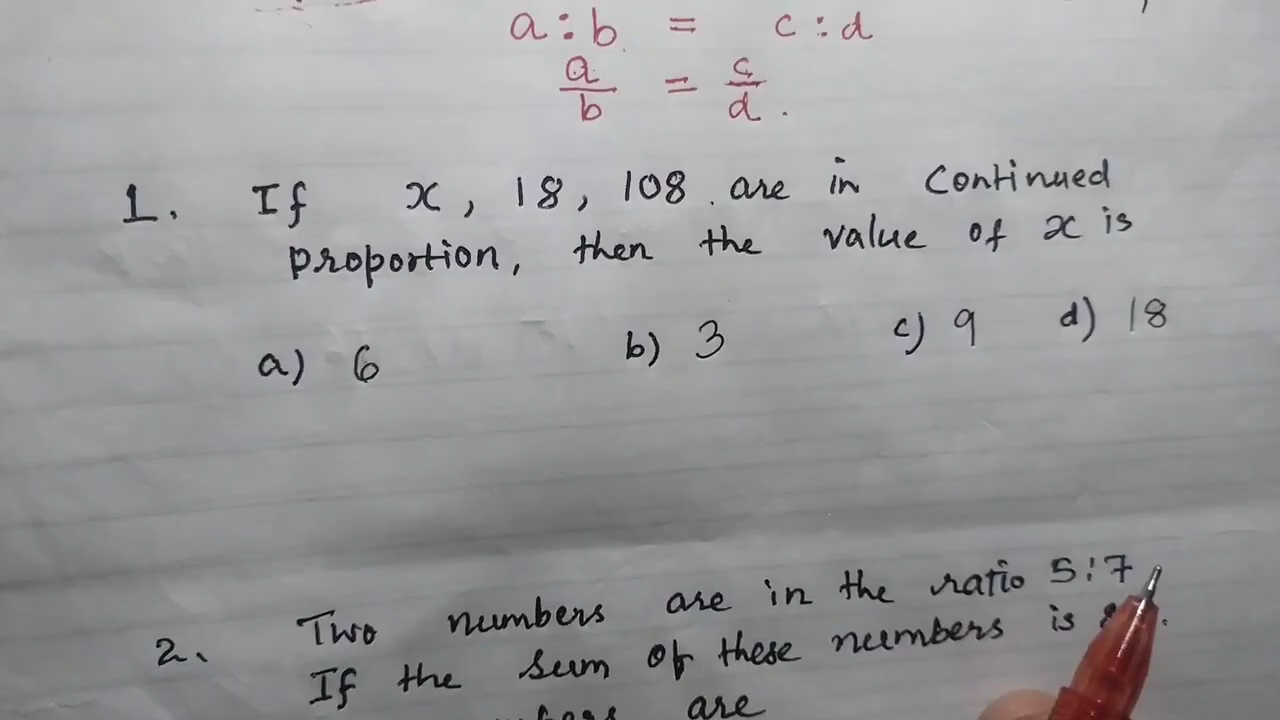 a : b = c : d
a/b = c/d.
1. If x, 18, 108 are in continued
proportion, then the value of x is
a) 6 b) 3 c) 9 d) 18
2. Two numbers are in the ratio 5:7
If the sum of these numbers is
are